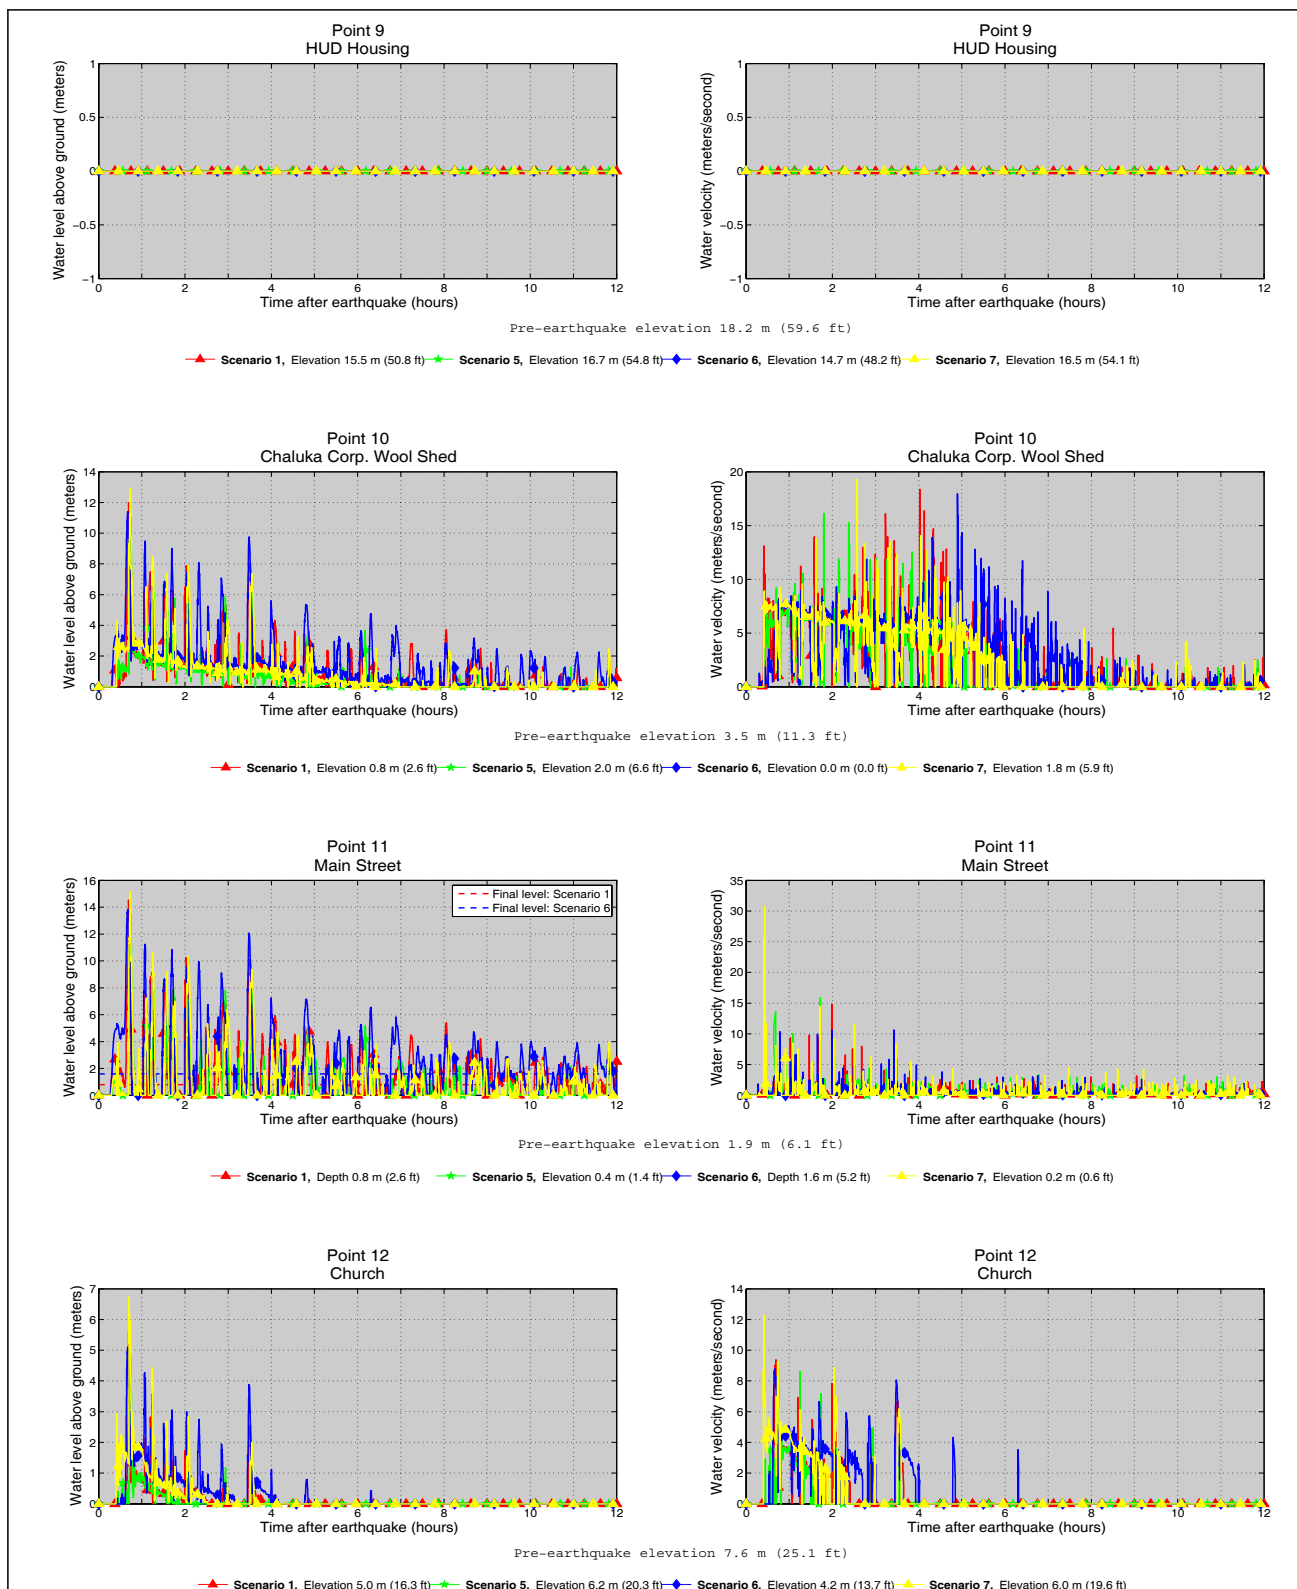 Point 9
HUD Housing
Water level above ground (meters)
1
0.5
0
−0.5
−1
0 2 4 6 8 10 12
Time after earthquake (hours)
Point 9
HUD Housing
Water velocity (meters/second)
1
0.5
0
−0.5
−1
0 2 4 6 8 10 12
Time after earthquake (hours)
Pre-earthquake elevation 18.2 m (59.6 ft)
Scenario 1, Elevation 15.5 m (50.8 ft) Scenario 5, Elevation 16.7 m (54.8 ft) Scenario 6, Elevation 14.7 m (48.2 ft) Scenario 7, Elevation 16.5 m (54.1 ft)
Point 10
Chaluka Corp. Wool Shed
Water level above ground (meters)
14
12
10
8
6
4
2
0
0 2 4 6 8 10 12
Time after earthquake (hours)
Point 10
Chaluka Corp. Wool Shed
Water velocity (meters/second)
20
15
10
5
0
0 2 4 6 8 10 12
Time after earthquake (hours)
Pre-earthquake elevation 3.5 m (11.3 ft)
Scenario 1, Elevation 0.8 m (2.6 ft) Scenario 5, Elevation 2.0 m (6.6 ft) Scenario 6, Elevation 0.0 m (0.0 ft) Scenario 7, Elevation 1.8 m (5.9 ft)
Point 11
Main Street
Water level above ground (meters)
16
14
12
10
8
6
4
2
0
Final level: Scenario 1
Final level: Scenario 6
0 2 4 6 8 10 12
Time after earthquake (hours)
Point 11
Main Street
Water velocity (meters/second)
35
30
25
20
15
10
5
0
0 2 4 6 8 10 12
Time after earthquake (hours)
Pre-earthquake elevation 1.9 m (6.1 ft)
Scenario 1, Depth 0.8 m (2.6 ft) Scenario 5, Elevation 0.4 m (1.4 ft) Scenario 6, Depth 1.6 m (5.2 ft) Scenario 7, Elevation 0.2 m (0.6 ft)
Point 12
Church
Water level above ground (meters)
7
6
5
4
3
2
1
0
0 2 4 6 8 10 12
Time after earthquake (hours)
Point 12
Church
Water velocity (meters/second)
14
12
10
8
6
4
2
0
0 2 4 6 8 10 12
Time after earthquake (hours)
Pre-earthquake elevation 7.6 m (25.1 ft)
Scenario 1, Elevation 5.0 m (16.3 ft) Scenario 5, Elevation 6.2 m (20.3 ft) Scenario 6, Elevation 4.2 m (13.7 ft) Scenario 7, Elevation 6.0 m (19.6 ft)